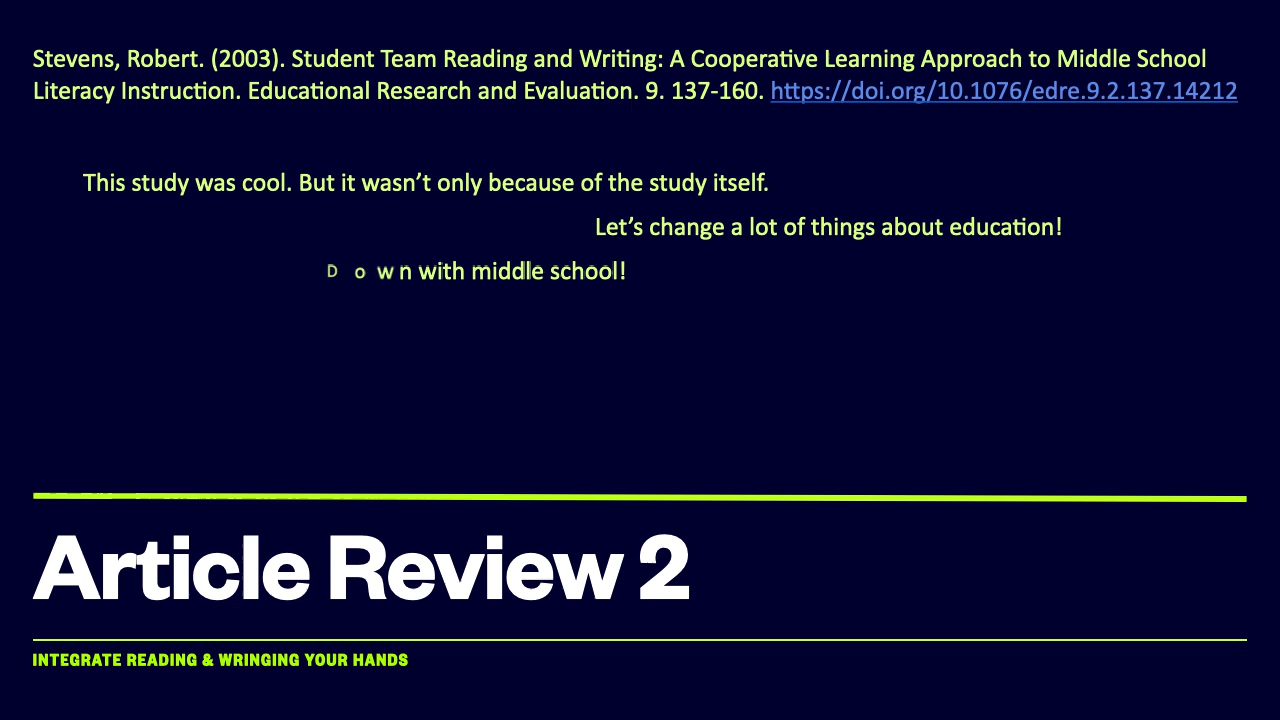 Stevens, Robert. (2003). Student Team Reading and Writing: A Cooperative Learning Approach to Middle School
Literacy Instruction. Educational Research and Evaluation. 9. 137-160. https://doi.org/10.1076/edre.9.2.137.14212
This study was cool. But it wasn’t only because of the study itself.
Let’s change a lot of things about education!
Down with middle school!
Article Review 2
INTEGRATE READING & WRINGING YOUR HANDS